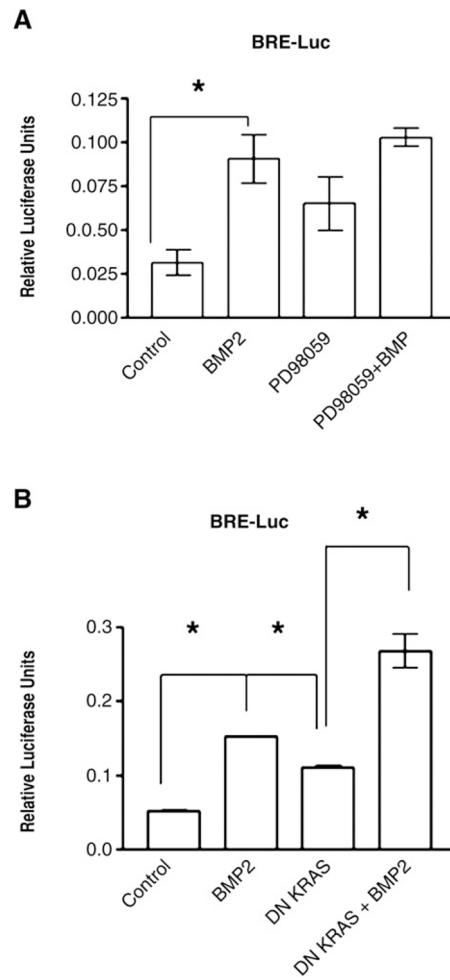 A
BRE-Luc
*
Relative Luciferase Units
0.125
0.100
0.075
0.050
0.025
0.000
Control
BMP2
PD98059
PD98059+BMP
B
BRE-Luc
*
* *
Relative Luciferase Units
0.3
0.2
0.1
0.0
Control
BMP2
DN KRAS
DN KRAS + BMP2